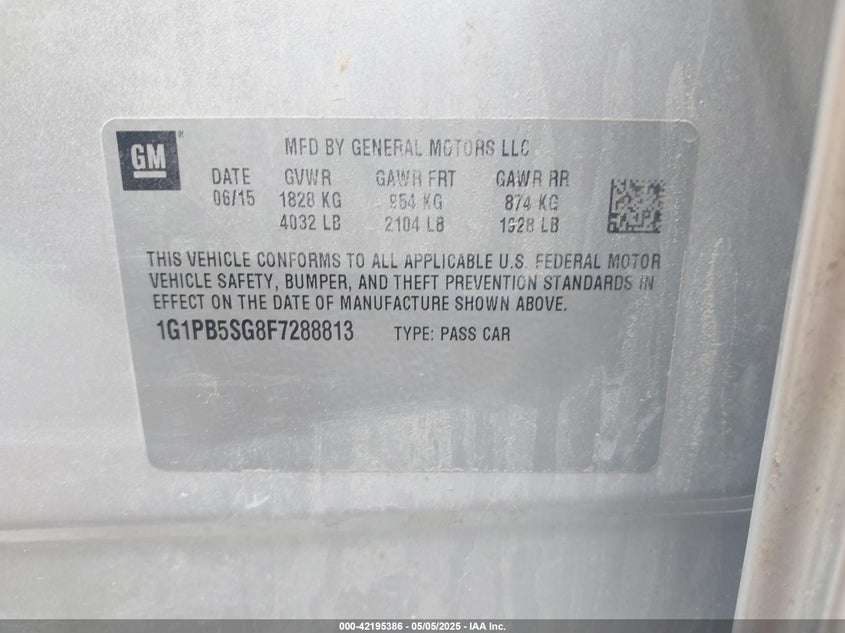 GM®
MFD BY GENERAL MOTORS LLC
DATE GVWR GAWR FRT GAWR RR
06/15 1828 KG 954 KG 874 KG
4032 LB 2104 LB 1928 LB
THIS VEHICLE CONFORMS TO ALL APPLICABLE U.S. FEDERAL MOTOR
VEHICLE SAFETY, BUMPER, AND THEFT PREVENTION STANDARDS IN
EFFECT ON THE DATE OF MANUFACTURE SHOWN ABOVE.
1G1PB5SG8F7288813 TYPE: PASS CAR
000-42195386 - 05/05/2025 - IAA Inc.